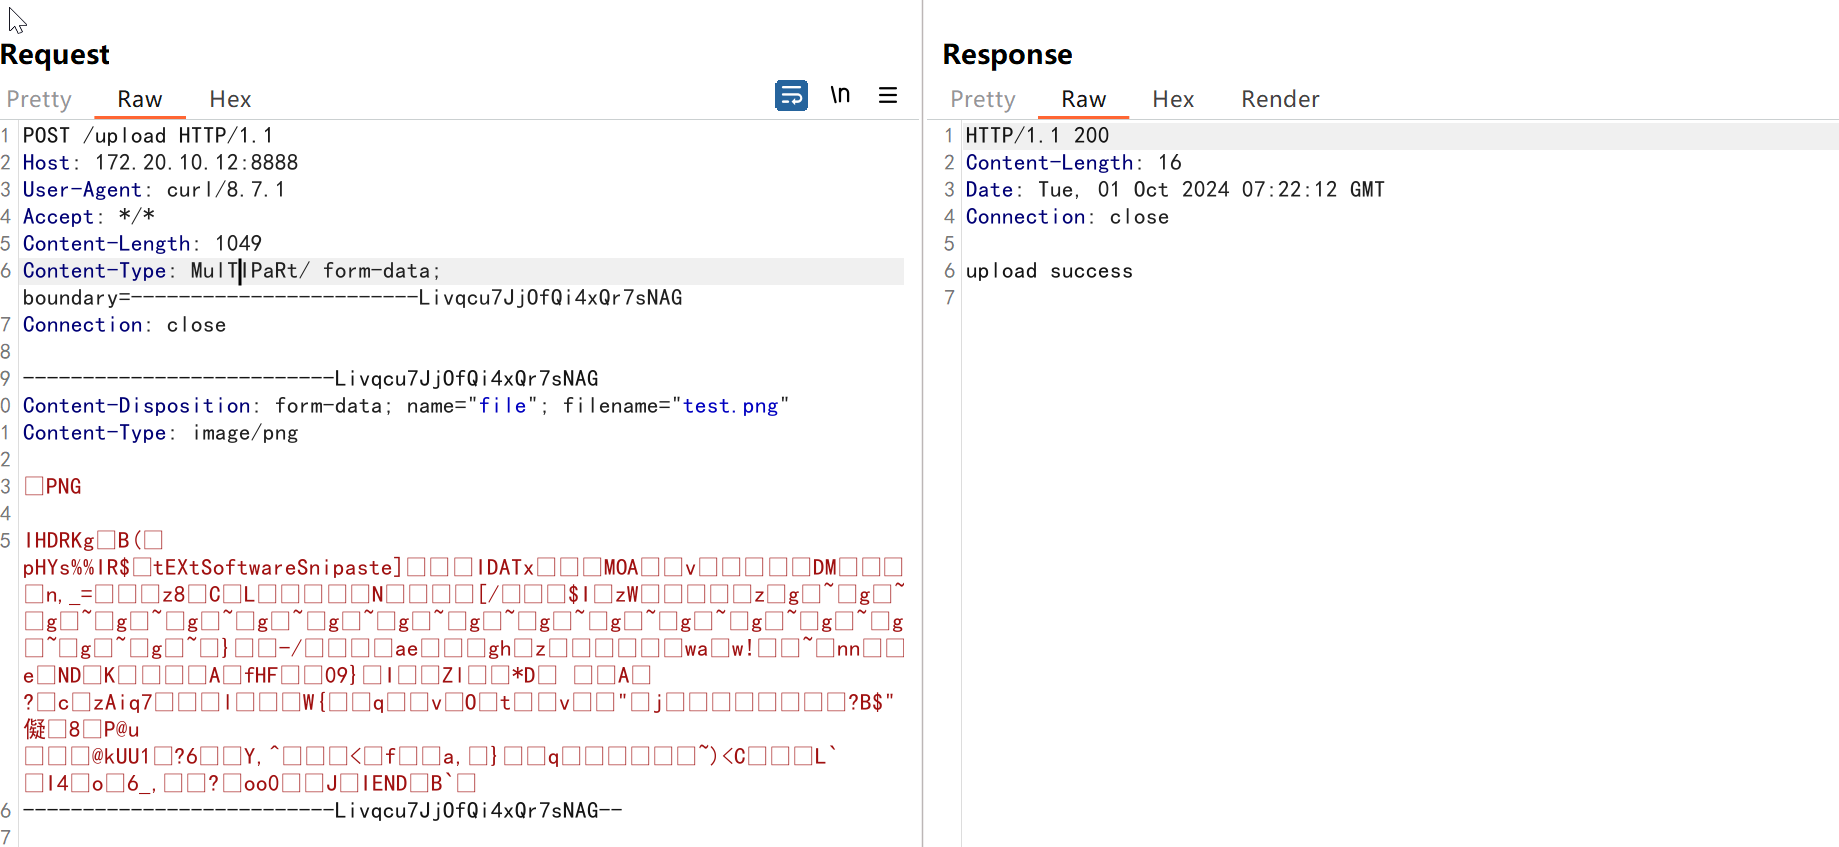 Request
Pretty Raw Hex \n
1 POST /upload HTTP/1.1
2 Host: 172.20.10.12:8888
3 User-Agent: curl/8.7.1
4 Accept: */*
5 Content-Length: 1049
6 Content-Type: MulTIPaRt/ form-data;
boundary=------------------------Livqcu7JjOfQi4xQr7sNAG
7 Connection: close
8
9 --------------------------Livqcu7JjOfQi4xQr7sNAG
0 Content-Disposition: form-data; name="file"; filename="test.png"
1 Content-Type: image/png
2
3 □PNG
4
5 IHDRKg□B(□
pHYs%%IR$□tEXtSoftwareSnipaste]□□□IDATx□□□MOA□□v□□□□□DM□□□
□n,_=□□□z8□C□L□□□□□N□□□□[/□□□$I□zW□□□□□z□g□~□g□~
□g□~□g□~□g□~□g□~□g□~□g□~□g□~□g□~□g□~□g□~□g□~□g
□~□g□~□g□~□}□□□-/□□□□ae□□□gh□z□□□□□□wa□w!□□~□nn□□
e□ND□K□□□□A□fHF□□09}□I□□ZI□□*D□ □□A□
?□c□zAiq7□□□I□□□W{□□q□□v□O□t□□v□□"□j□□□□□□□□?B$"
儗□8□P@u
□□□@kUU1□?6□□Y,^□□□<□f□□a,□}□□q□□□□□□~)<C□□□L`
□I4□o□6_,□□?□oo0□□J□IEND□B`□
6 --------------------------Livqcu7JjOfQi4xQr7sNAG--
7
Response
Pretty Raw Hex Render
1 HTTP/1.1 200
2 Content-Length: 16
3 Date: Tue, 01 Oct 2024 07:22:12 GMT
4 Connection: close
5
6 upload success
7